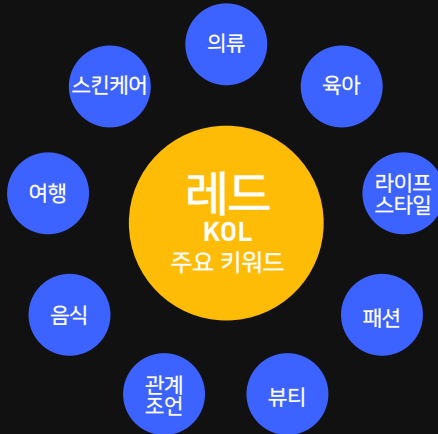 의류
스킨케어
육아
여행
레드
KOL
주요 키워드
라이프
스타일
음식
패션
관계
조언
뷰티